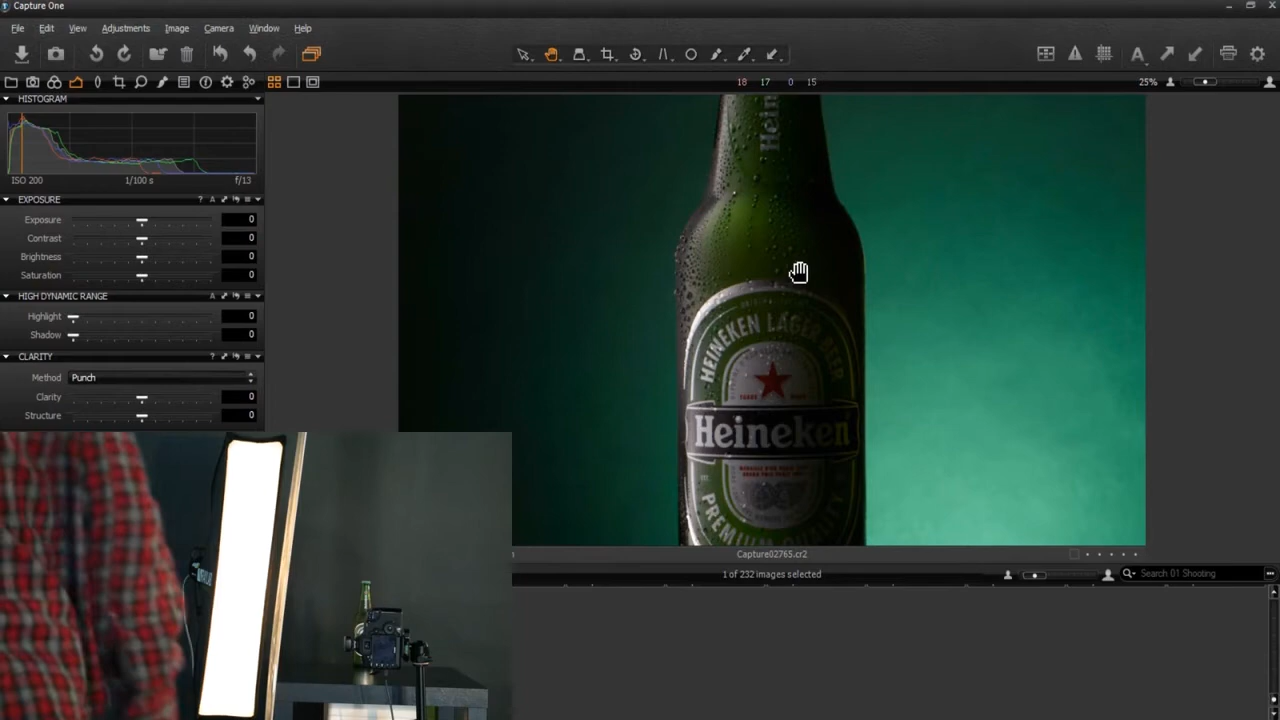 Capture One
File Edit View Adjustments Image Camera Window Help
18 17 0 15
25%
HISTOGRAM
ISO 200 1/100 s f/13
EXPOSURE
Exposure 0
Contrast 0
Brightness 0
Saturation 0
HIGH DYNAMIC RANGE
Highlight 0
Shadow 0
CLARITY
Method Punch
Clarity 0
Structure 0
Hein
HEINEKEN LAGER BEER
TRADE MARK
Heineken
PREMIUM QUALITY
Capture02765.cr2
1 of 232 images selected
Search 01 Shooting